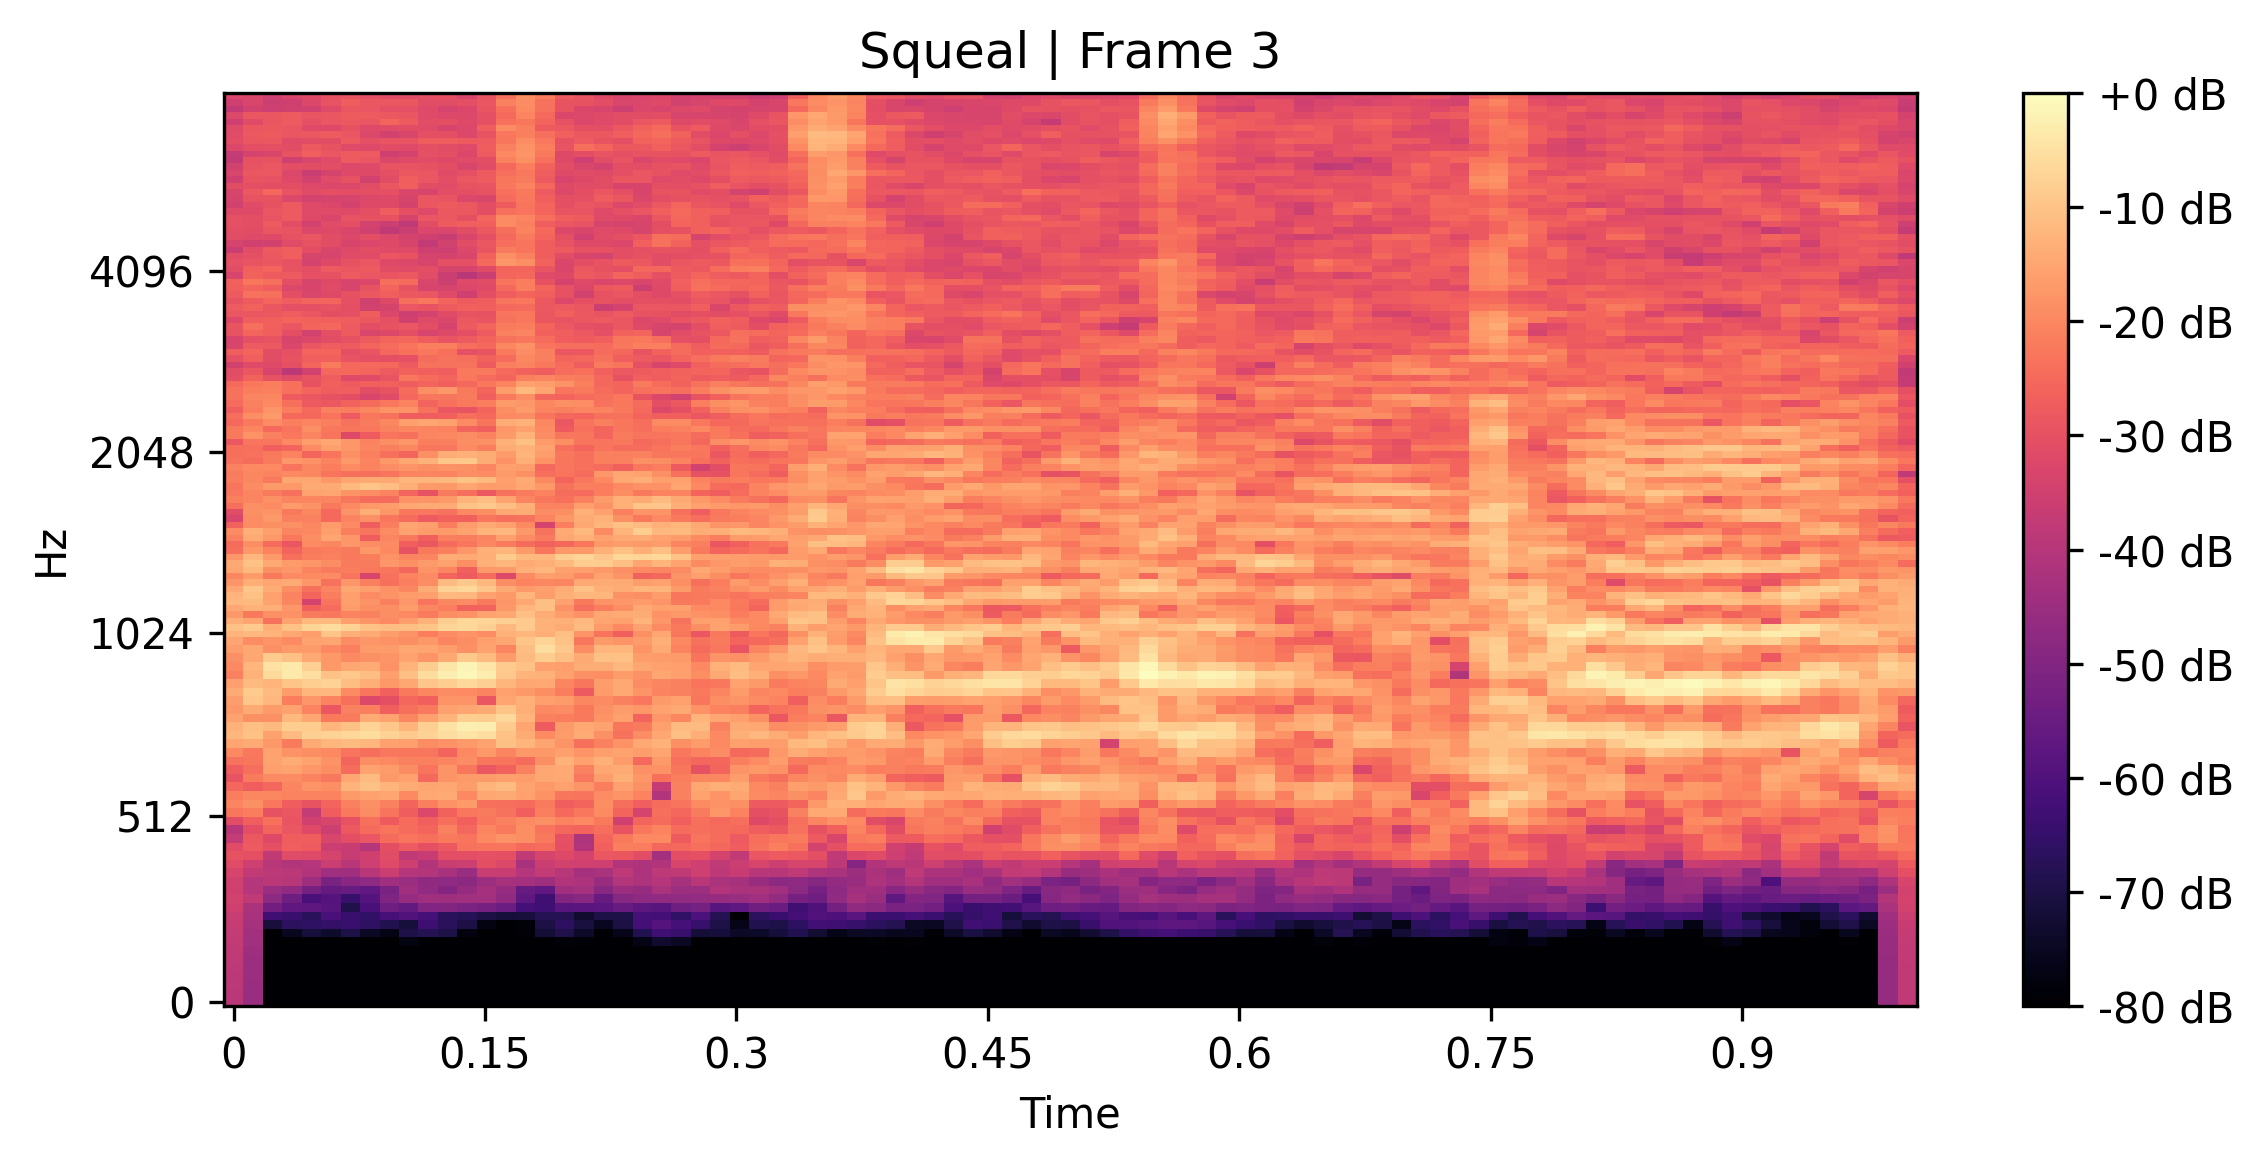 Squeal | Frame 3
+0 dB
-10 dB
-20 dB
-30 dB
-40 dB
-50 dB
-60 dB
-70 dB
-80 dB
Hz
4096
2048
1024
512
0
0 0.15 0.3 0.45 0.6 0.75 0.9
Time